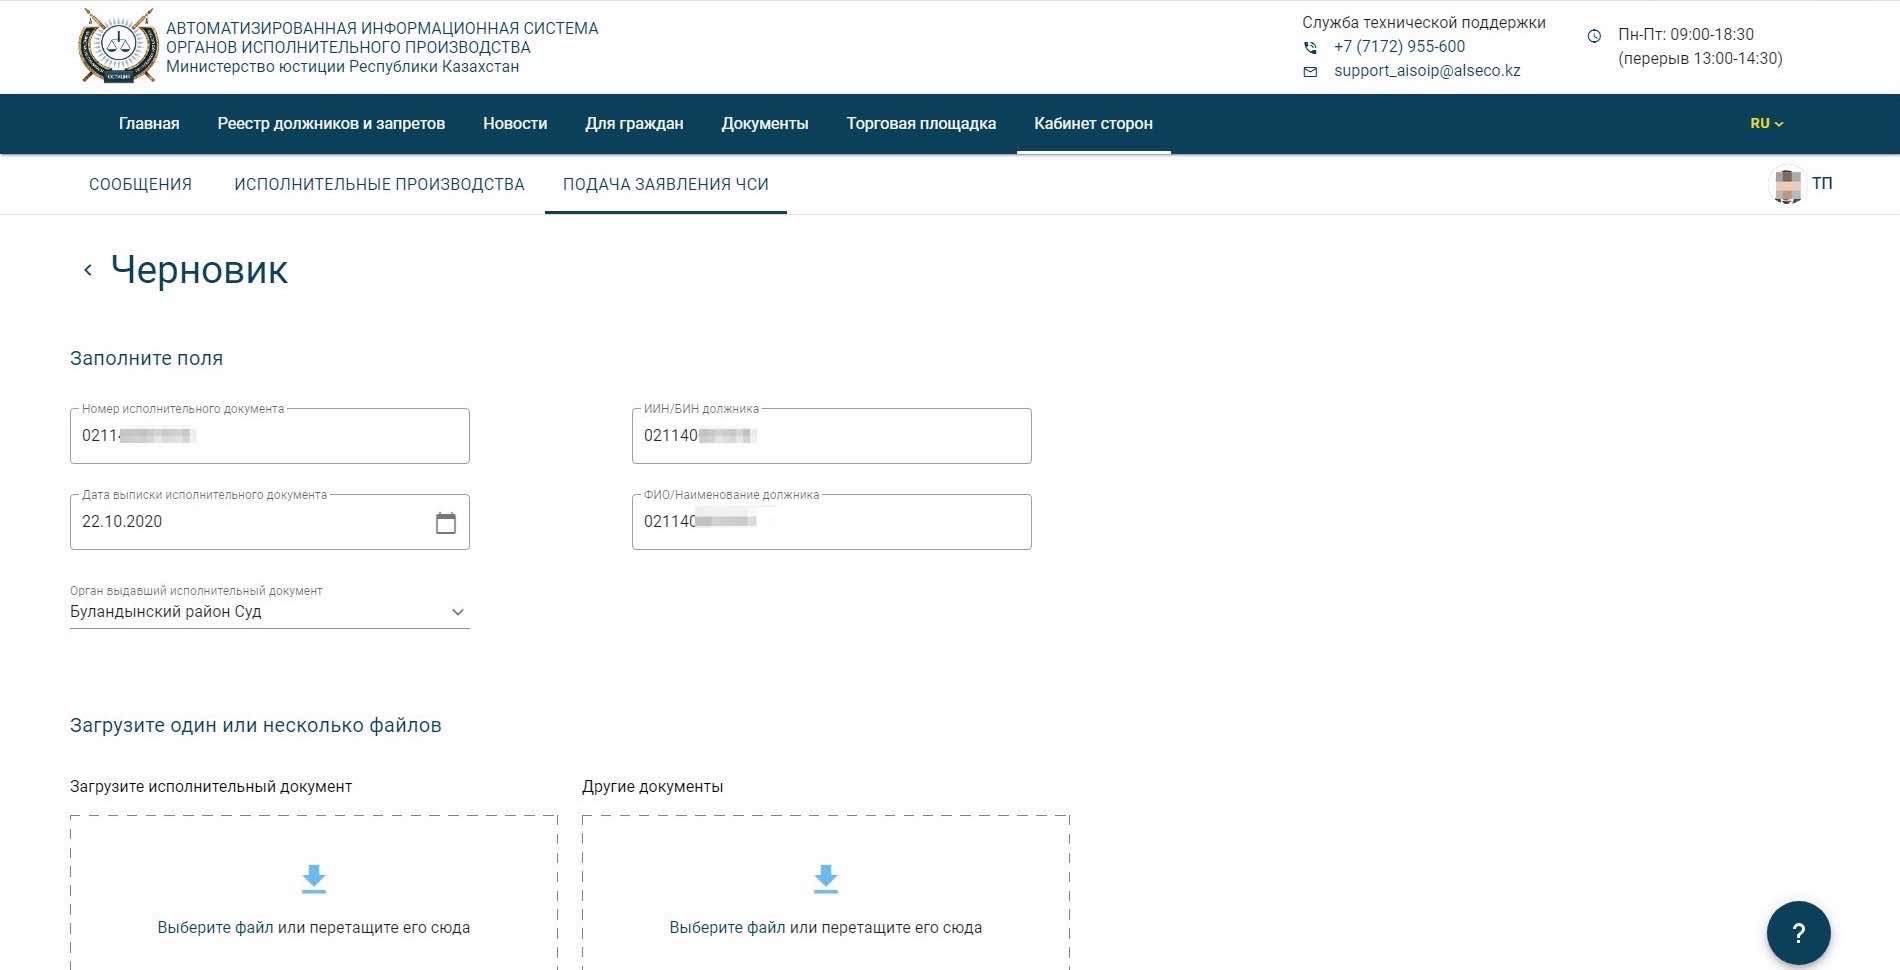 АВТОМАТИЗИРОВАННАЯ ИНФОРМАЦИОННАЯ СИСТЕМА
ОРГАНОВ ИСПОЛНИТЕЛЬНОГО ПРОИЗВОДСТВА
Министерство юстиции Республики Казахстан
Служба технической поддержки
+7 (7172) 955-600
support_aisoip@alseco.kz
Пн-Пт: 09:00-18:30
(перерыв 13:00-14:30)
Главная Реестр должников и запретов Новости Для граждан Документы Торговая площадка Кабинет сторон RU
СООБЩЕНИЯ ИСПОЛНИТЕЛЬНЫЕ ПРОИЗВОДСТВА ПОДАЧА ЗАЯВЛЕНИЯ ЧСИ ТП
Черновик
Заполните поля
Номер исполнительного документа
0211
ИИН/БИН должника
021140
Дата выписки исполнительного документа
22.10.2020
ФИО/Наименование должника
021140
Орган выдавший исполнительный документ
Буландынский район Суд
Загрузите один или несколько файлов
Загрузите исполнительный документ
Другие документы
Выберите файл или перетащите его сюда
Выберите файл или перетащите его сюда
?